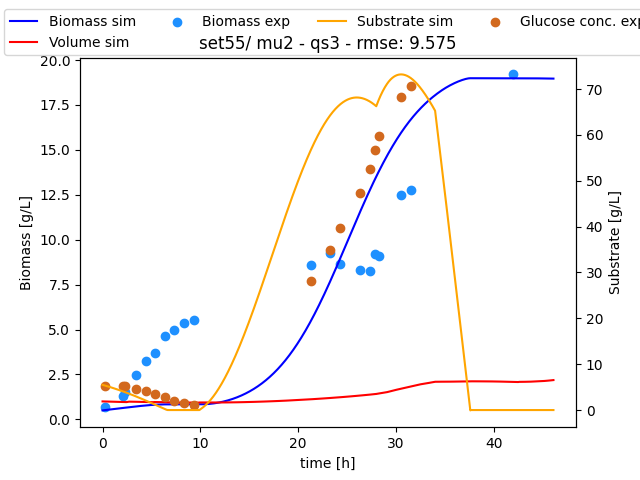 Biomass sim Biomass exp Substrate sim Glucose conc. exp
Volume sim
set55/ mu2 - qs3 - rmse: 9.575
20.0
17.5
15.0
12.5
10.0
7.5
5.0
2.5
0.0
Biomass [g/L]
70
60
50
40
30
20
10
0
Substrate [g/L]
0 10 20 30 40
time [h]